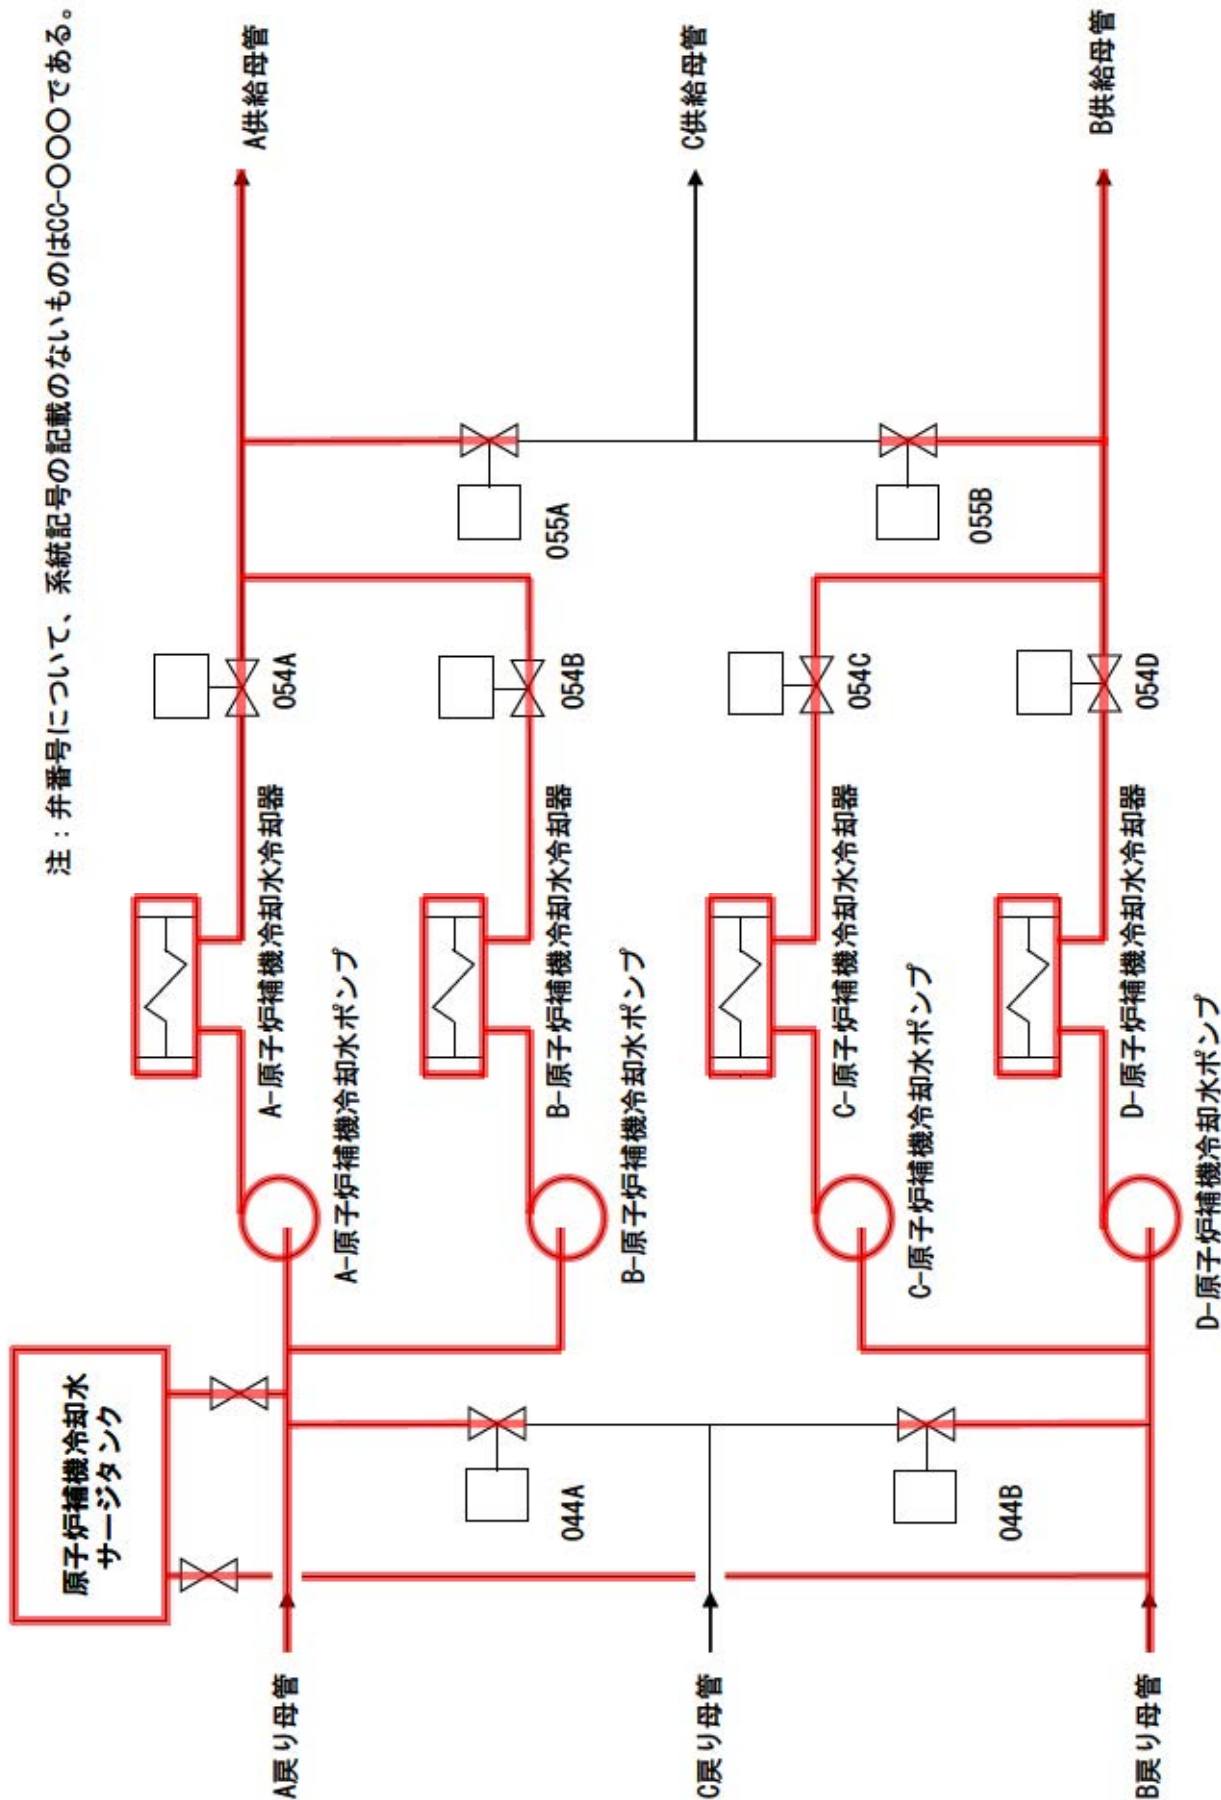 注：弁番号について、系統記号の記載のないものはCC-〇〇〇である。
原子炉補機冷却水
サージタンク
A戻り母管
C戻り母管
B戻り母管
044A
044B
A-原子炉補機冷却水ポンプ
B-原子炉補機冷却水ポンプ
C-原子炉補機冷却水ポンプ
D-原子炉補機冷却水ポンプ
A-原子炉補機冷却水冷却器
B-原子炉補機冷却水冷却器
C-原子炉補機冷却水冷却器
D-原子炉補機冷却水冷却器
054A
054B
054C
054D
055A
055B
A供給母管
C供給母管
B供給母管